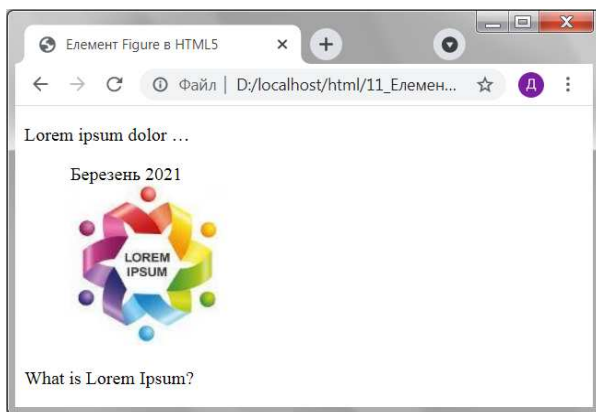 Елемент Figure в HTML5
Файл | D:/localhost/html/11_Елемен...
Д
Lorem ipsum dolor …
Березень 2021
LOREM
IPSUM
What is Lorem Ipsum?